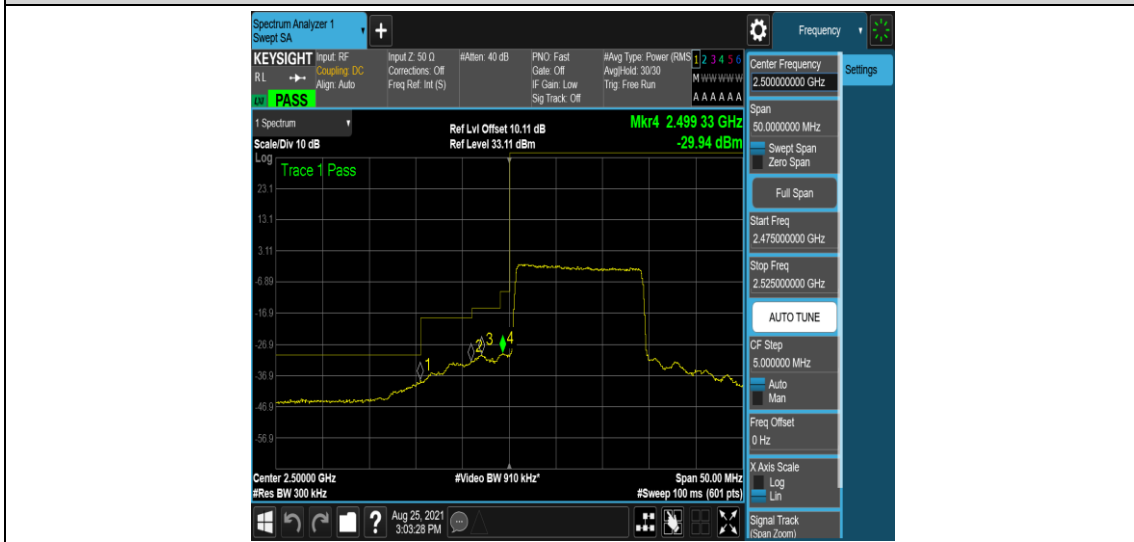 Spectrum Analyzer 1
Swept SA
+
Frequency
KEYSIGHT
RL
PASS
Input: RF
Coupling: DC
Align: Auto
Input Z: 50 Ω
Corrections: Off
Freq Ref: Int (S)
#Atten: 40 dB
PNO: Fast
Gate: Off
IF Gain: Low
Sig Track: Off
#Avg Type: Power (RMS
Avg|Hold: 30/30
Trig: Free Run
1 2 3 4 5 6
M W W W W W
A A A A A A
1 Spectrum
Scale/Div 10 dB
Ref Lvl Offset 10.11 dB
Ref Level 33.11 dBm
Mkr4 2.499 33 GHz
-29.94 dBm
Log
Trace 1 Pass
23.1
13.1
3.11
-6.89
-16.9
-26.9
-36.9
-46.9
-56.9
1
2
3
4
Center 2.50000 GHz
#Res BW 300 kHz
#Video BW 910 kHz*
Span 50.00 MHz
#Sweep 100 ms (601 pts)
?
Aug 25, 2021
3:03:28 PM
Center Frequency
2.500000000 GHz
Settings
Span
50.0000000 MHz
Swept Span
Zero Span
Full Span
Start Freq
2.475000000 GHz
Stop Freq
2.525000000 GHz
AUTO TUNE
CF Step
5.000000 MHz
Auto
Man
Freq Offset
0 Hz
X Axis Scale
Log
Lin
Signal Track
(Span Zoom)